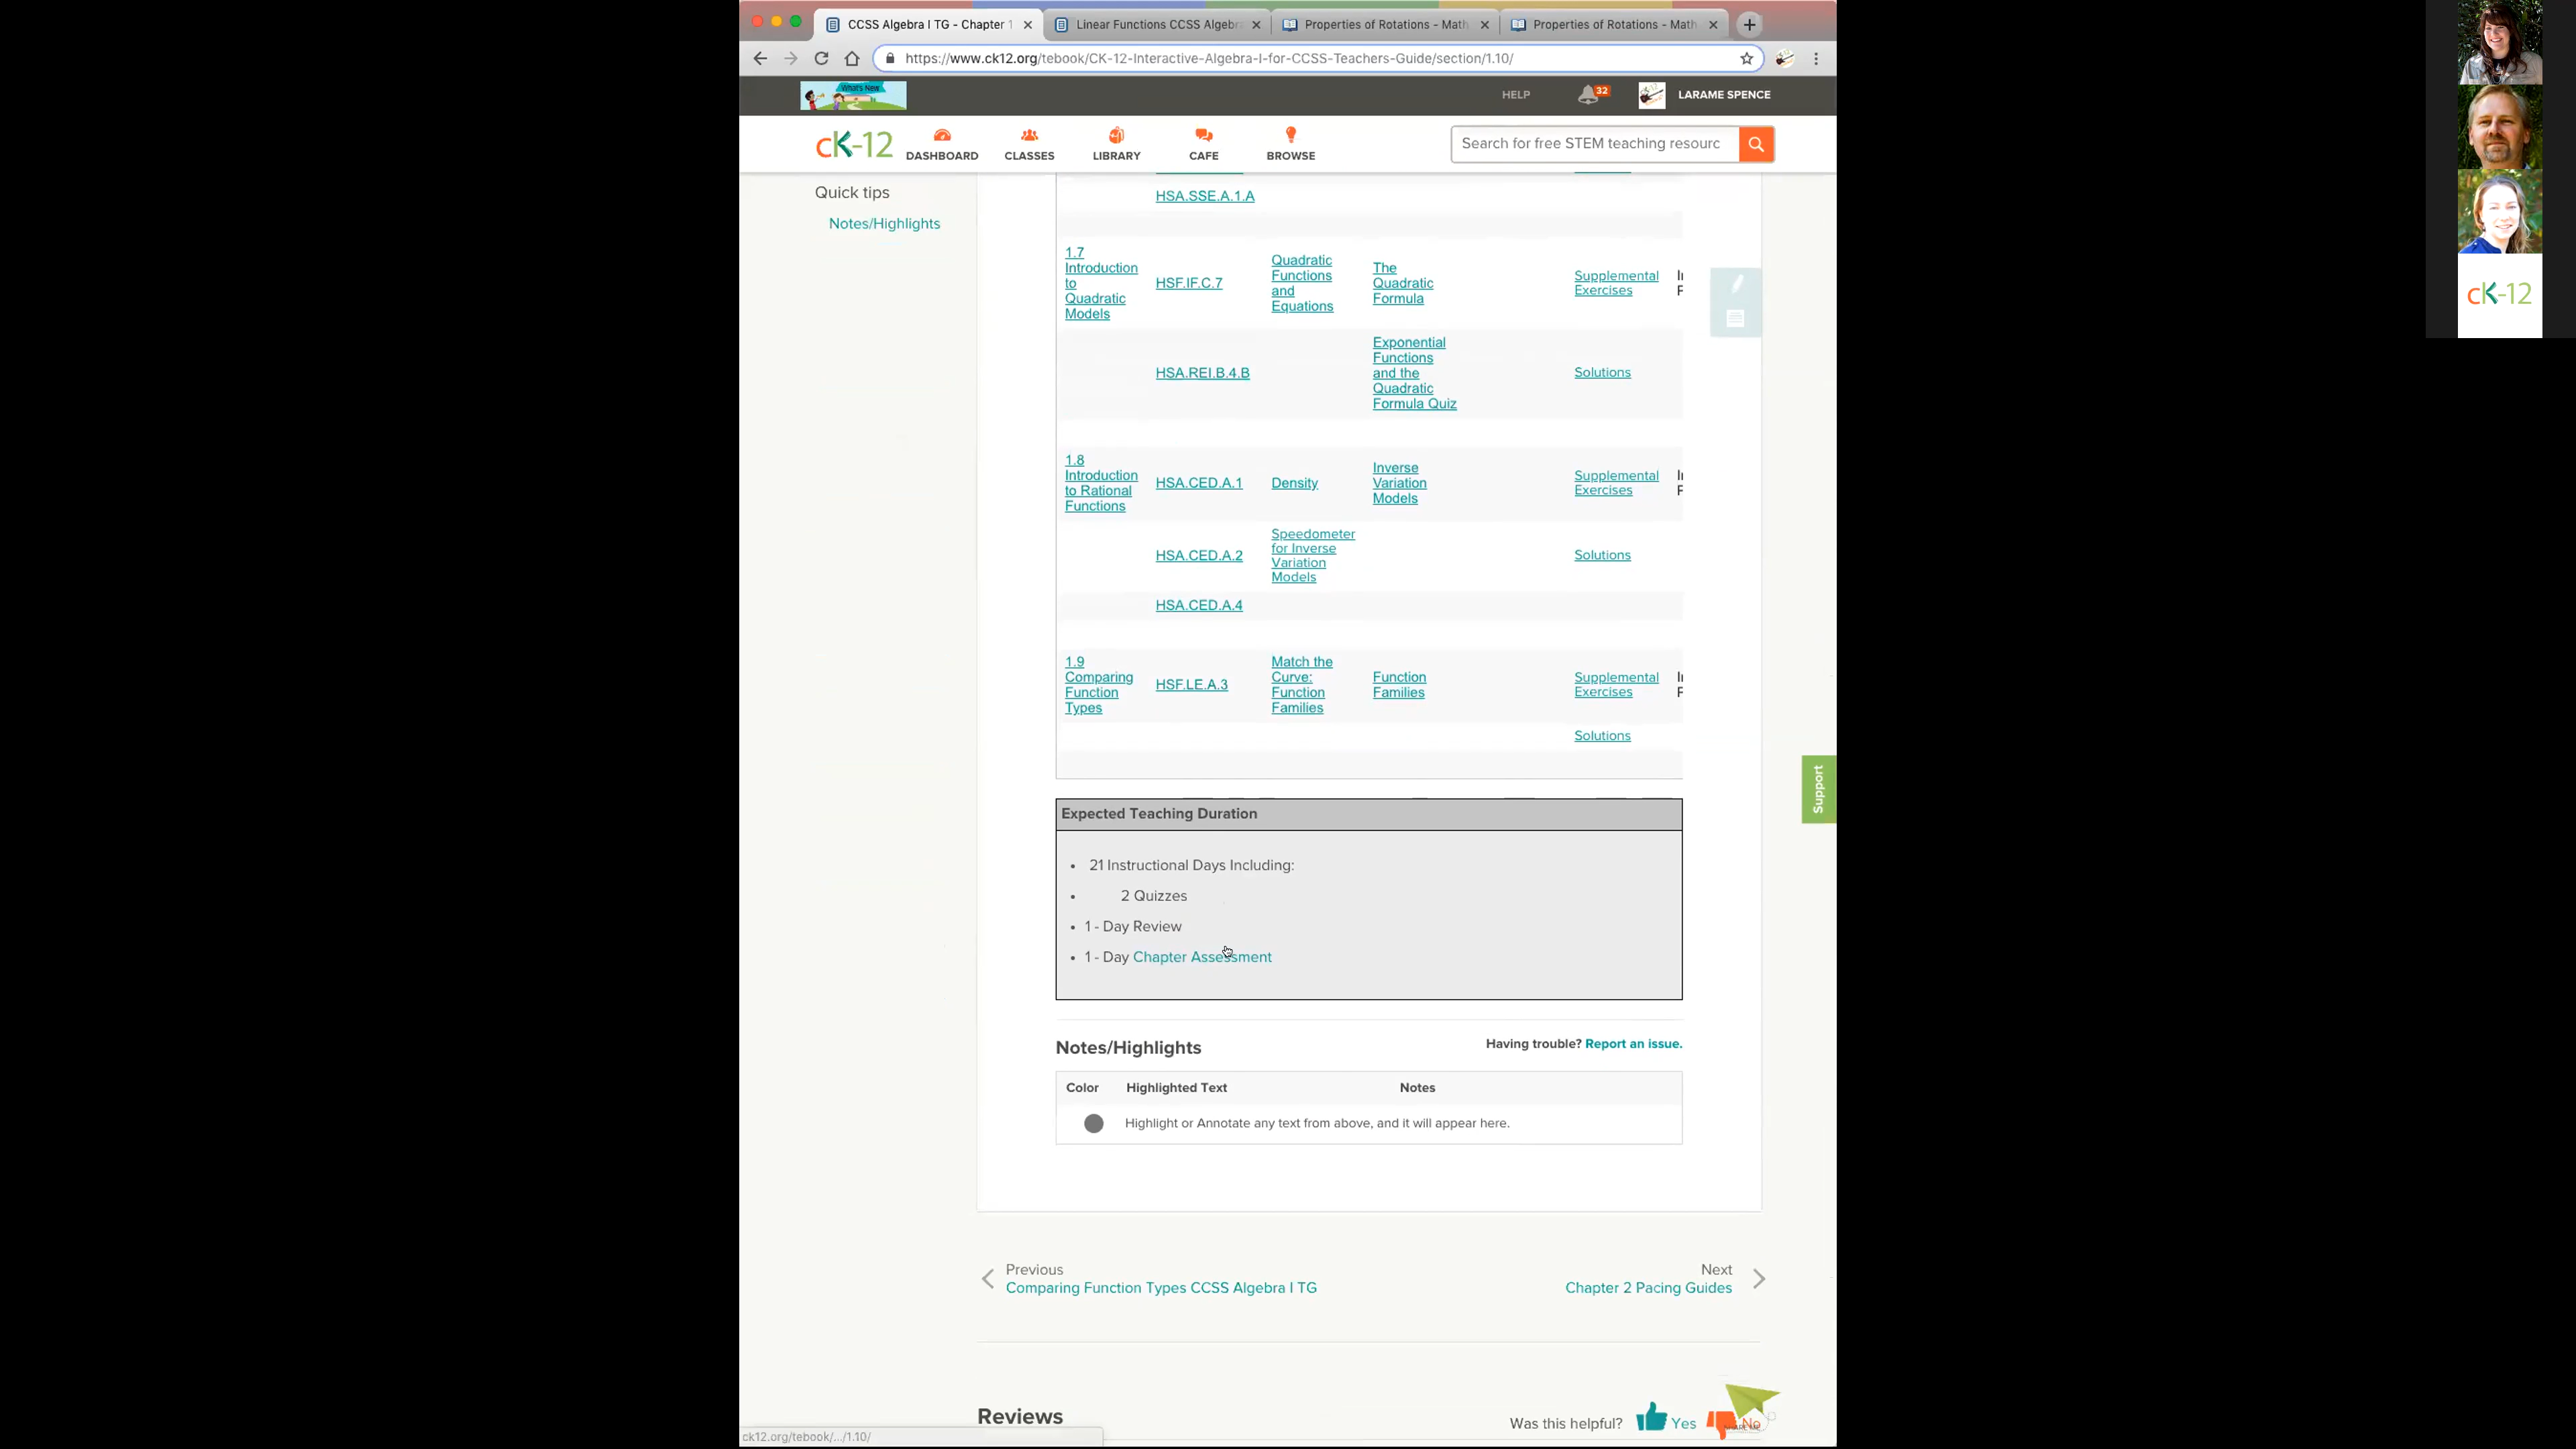 CCSS Algebra I TG - Chapter 1
Linear Functions CCSS Algebra
Properties of Rotations - Math
Properties of Rotations - Math
https://www.ck12.org/tebook/CK-12-Interactive-Algebra-I-for-CCSS-Teachers-Guide/section/1.10/
What's New
HELP
32
LARAME SPENCE
cK-12
DASHBOARD
CLASSES
LIBRARY
CAFE
BROWSE
Search for free STEM teaching resourc
Quick tips
Notes/Highlights
HSA.SSE.A.1.A
1.7
Introduction
to
Quadratic
Models
HSF.IF.C.7
Quadratic
Functions
and
Equations
The
Quadratic
Formula
Supplemental
Exercises
HSA.REI.B.4.B
Exponential
Functions
and the
Quadratic
Formula Quiz
Solutions
1.8
Introduction
to Rational
Functions
HSA.CED.A.1
Density
Inverse
Variation
Models
Supplemental
Exercises
HSA.CED.A.2
Speedometer
for Inverse
Variation
Models
Solutions
HSA.CED.A.4
1.9
Comparing
Function
Types
HSF.LE.A.3
Match the
Curve:
Function
Families
Function
Families
Supplemental
Exercises
Solutions
Support
Expected Teaching Duration
• 21 Instructional Days Including:
• 2 Quizzes
• 1 - Day Review
• 1 - Day Chapter Assessment
Notes/Highlights
Having trouble? Report an issue.
Color Highlighted Text Notes
Highlight or Annotate any text from above, and it will appear here.
Previous
Comparing Function Types CCSS Algebra I TG
Next
Chapter 2 Pacing Guides
Reviews
Was this helpful? Yes No
ck12.org/tebook/.../1.10/
cK-12